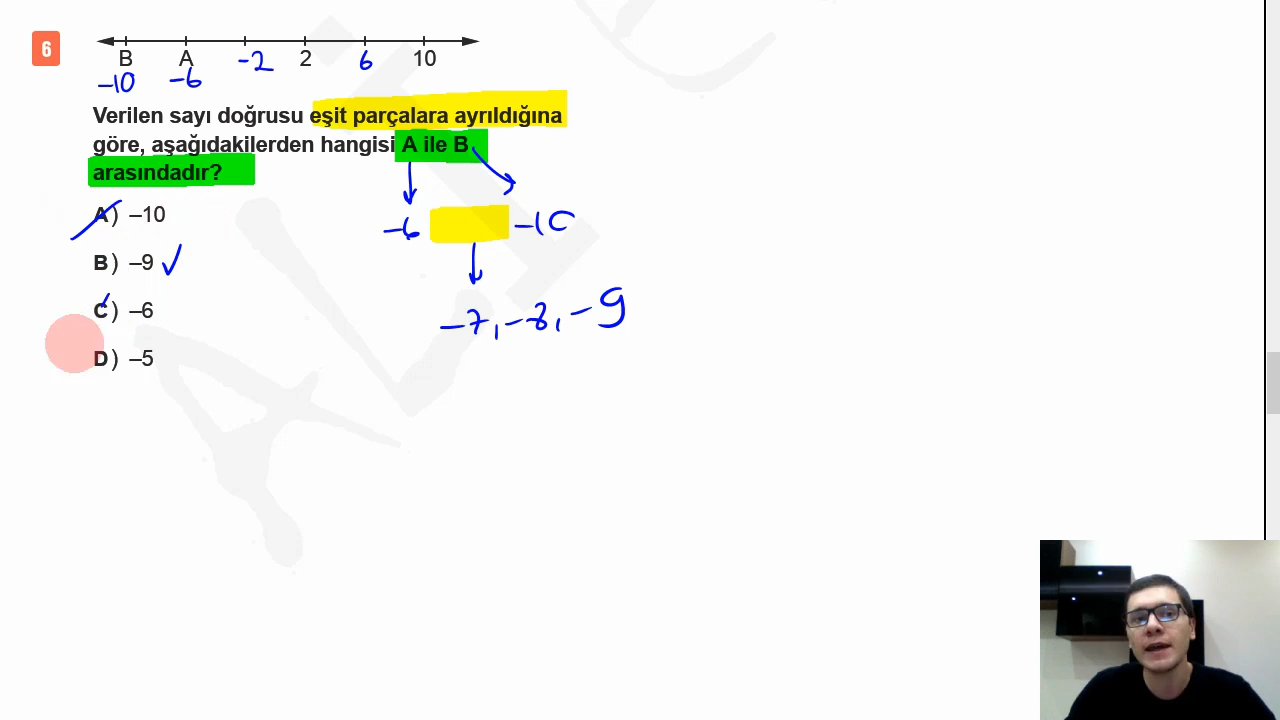 6
B A -2 2 6 10
-10 -6
Verilen sayı doğrusu eşit parçalara ayrıldığına
göre, aşağıdakilerden hangisi A ile B
arasındadır?
A) –10
-6 -10
B) –9 ✓
C) –6
-7, -8, -9
D) –5